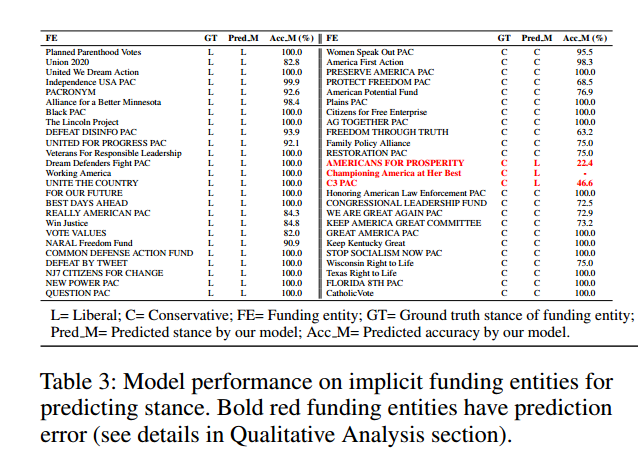 FE GT Pred_M Acc_M (%) FE GT Pred_M Acc_M (%)
Planned Parenthood Votes L L 100.0 Women Speak Out PAC C C 95.5
Union 2020 L L 82.8 America First Action C C 98.3
United We Dream Action L L 100.0 PRESERVE AMERICA PAC C C 100.0
Independence USA PAC L L 99.9 PROTECT FREEDOM PAC C C 68.5
PACRONYM L L 92.6 American Potential Fund C C 76.9
Alliance for a Better Minnesota L L 98.4 Plains PAC C C 100.0
Black PAC L L 100.0 Citizens for Free Enterprise C C 100.0
The Lincoln Project L L 100.0 AG TOGETHER PAC C C 100.0
DEFEAT DISINFO PAC L L 93.9 FREEDOM THROUGH TRUTH C C 63.2
UNITED FOR PROGRESS PAC L L 92.1 Family Policy Alliance C C 75.0
Veterans For Responsible Leadership L L 100.0 RESTORATION PAC C C 75.0
Dream Defenders Fight PAC L L 100.0 AMERICANS FOR PROSPERITY C L 22.4
Working America L L 100.0 Championing America at Her Best C L -
UNITE THE COUNTRY L L 100.0 C3 PAC C L 46.6
FOR OUR FUTURE L L 100.0 Honoring American Law Enforcement PAC C C 100.0
BEST DAYS AHEAD L L 100.0 CONGRESSIONAL LEADERSHIP FUND C C 72.5
REALLY AMERICAN PAC L L 84.3 WE ARE GREAT AGAIN PAC C C 72.9
Win Justice L L 84.8 KEEP AMERICA GREAT COMMITTEE C C 73.2
VOTE VALUES L L 82.0 GREAT AMERICA PAC C C 100.0
NARAL Freedom Fund L L 90.9 Keep Kentucky Great C C 100.0
COMMON DEFENSE ACTION FUND L L 100.0 STOP SOCIALISM NOW PAC C C 100.0
DEFEAT BY TWEET L L 100.0 Wisconsin Right to Life C C 75.0
NJ7 CITIZENS FOR CHANGE L L 100.0 Texas Right to Life C C 100.0
NEW POWER PAC L L 100.0 FLORIDA 8TH PAC C C 100.0
QUESTION PAC L L 100.0 CatholicVote C C 100.0
L= Liberal; C= Conservative; FE= Funding entity; GT= Ground truth stance of funding entity;
Pred_M= Predicted stance by our model; Acc_M= Predicted accuracy by our model.
Table 3: Model performance on implicit funding entities for
predicting stance. Bold red funding entities have prediction
error (see details in Qualitative Analysis section).